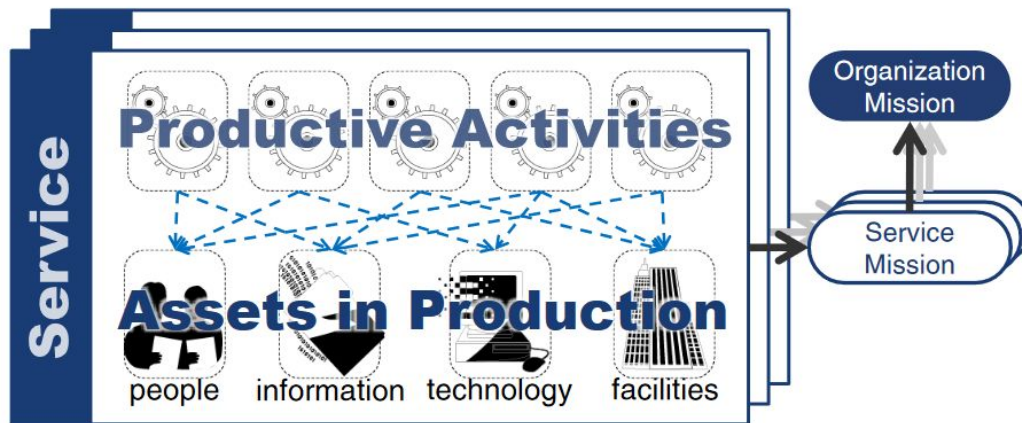 Service
Productive Activities
Assets in Production
people
information
technology
facilities
Organization
Mission
Service
Mission